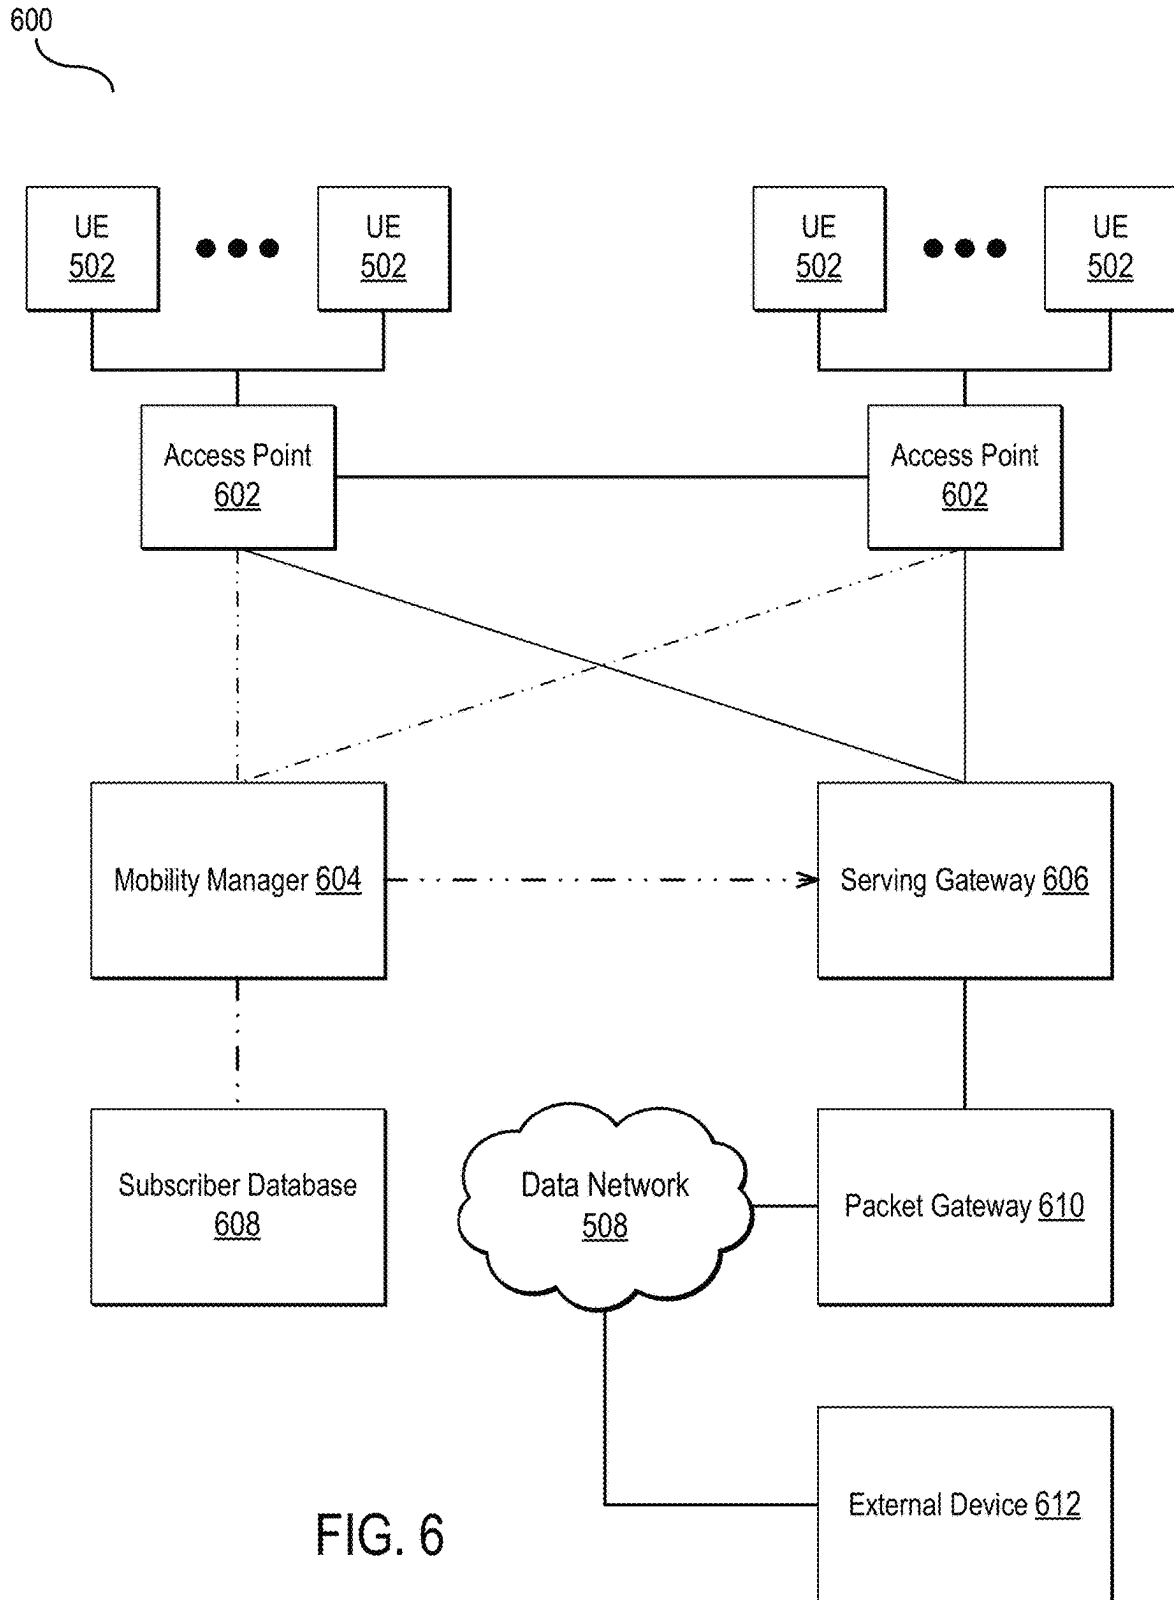 600
UE
502
UE
502
UE
502
UE
502
Access Point
602
Access Point
602
Mobility Manager 604
Serving Gateway 606
Subscriber Database
608
Data Network
508
Packet Gateway 610
External Device 612
FIG. 6